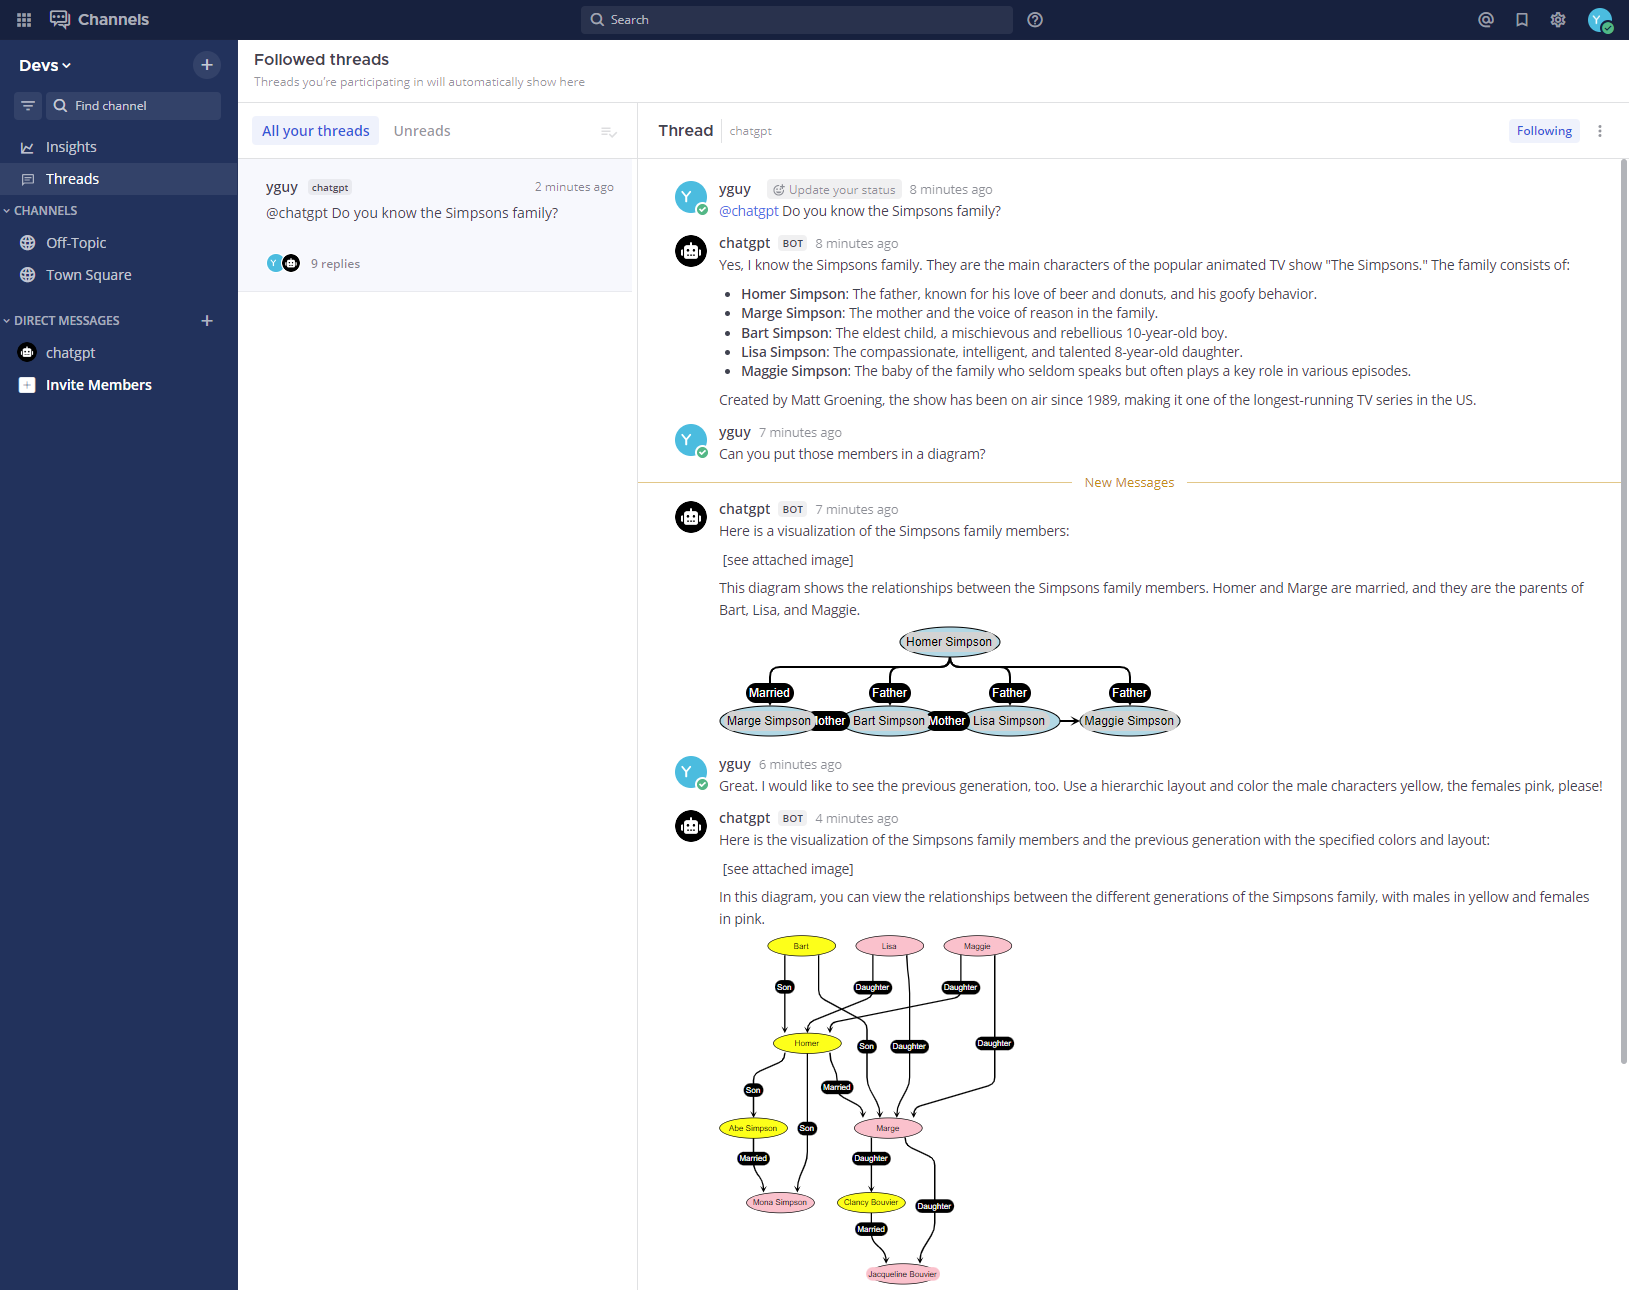 Channels
Search
Devs
Find channel
Insights
Threads
CHANNELS
Off-Topic
Town Square
DIRECT MESSAGES
chatgpt
Invite Members
Followed threads
Threads you're participating in will automatically show here
All your threads
Unreads
yguy chatgpt 2 minutes ago
@chatgpt Do you know the Simpsons family?
Y 9 replies
Thread chatgpt
Following
Y
yguy Update your status 8 minutes ago
@chatgpt Do you know the Simpsons family?
chatgpt BOT 8 minutes ago
Yes, I know the Simpsons family. They are the main characters of the popular animated TV show "The Simpsons." The family consists of:
• Homer Simpson: The father, known for his love of beer and donuts, and his goofy behavior.
• Marge Simpson: The mother and the voice of reason in the family.
• Bart Simpson: The eldest child, a mischievous and rebellious 10-year-old boy.
• Lisa Simpson: The compassionate, intelligent, and talented 8-year-old daughter.
• Maggie Simpson: The baby of the family who seldom speaks but often plays a key role in various episodes.
Created by Matt Groening, the show has been on air since 1989, making it one of the longest-running TV series in the US.
Y
yguy 7 minutes ago
Can you put those members in a diagram?
New Messages
chatgpt BOT 7 minutes ago
Here is a visualization of the Simpsons family members:
[see attached image]
This diagram shows the relationships between the Simpsons family members. Homer and Marge are married, and they are the parents of
Bart, Lisa, and Maggie.
Homer Simpson
Married Father Father Father
Marge Simpson other Bart Simpson Mother Lisa Simpson Maggie Simpson
Y
yguy 6 minutes ago
Great. I would like to see the previous generation, too. Use a hierarchic layout and color the male characters yellow, the females pink, please!
chatgpt BOT 4 minutes ago
Here is the visualization of the Simpsons family members and the previous generation with the specified colors and layout:
[see attached image]
In this diagram, you can view the relationships between the different generations of the Simpsons family, with males in yellow and females
in pink.
Bart Lisa Maggie
Son Daughter Daughter
Homer Son Daughter Daughter
Son Married
Abe Simpson Son Marge
Married Daughter
Mona Simpson Clancy Bouvier Daughter
Married
Jacqueline Bouvier